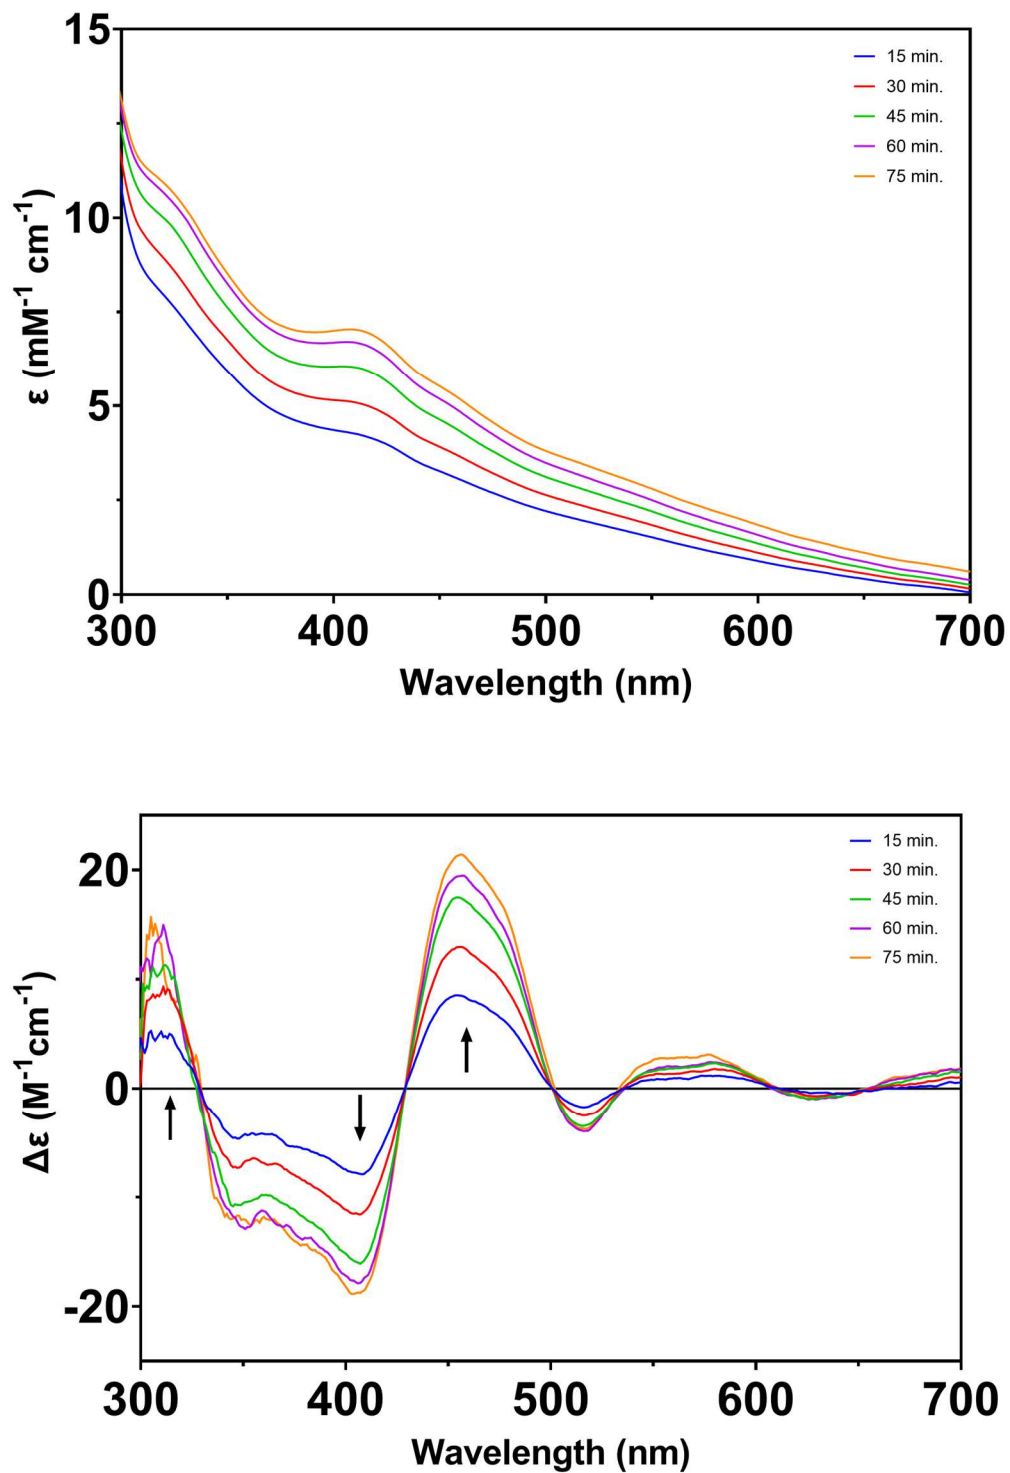 15
15 min.
30 min.
45 min.
60 min.
75 min.
10
5
0
ε (mM-1 cm-1)
300 400 500 600 700
Wavelength (nm)
20
15 min.
30 min.
45 min.
60 min.
75 min.
0
-20
Δε (M-1cm-1)
300 400 500 600 700
Wavelength (nm)